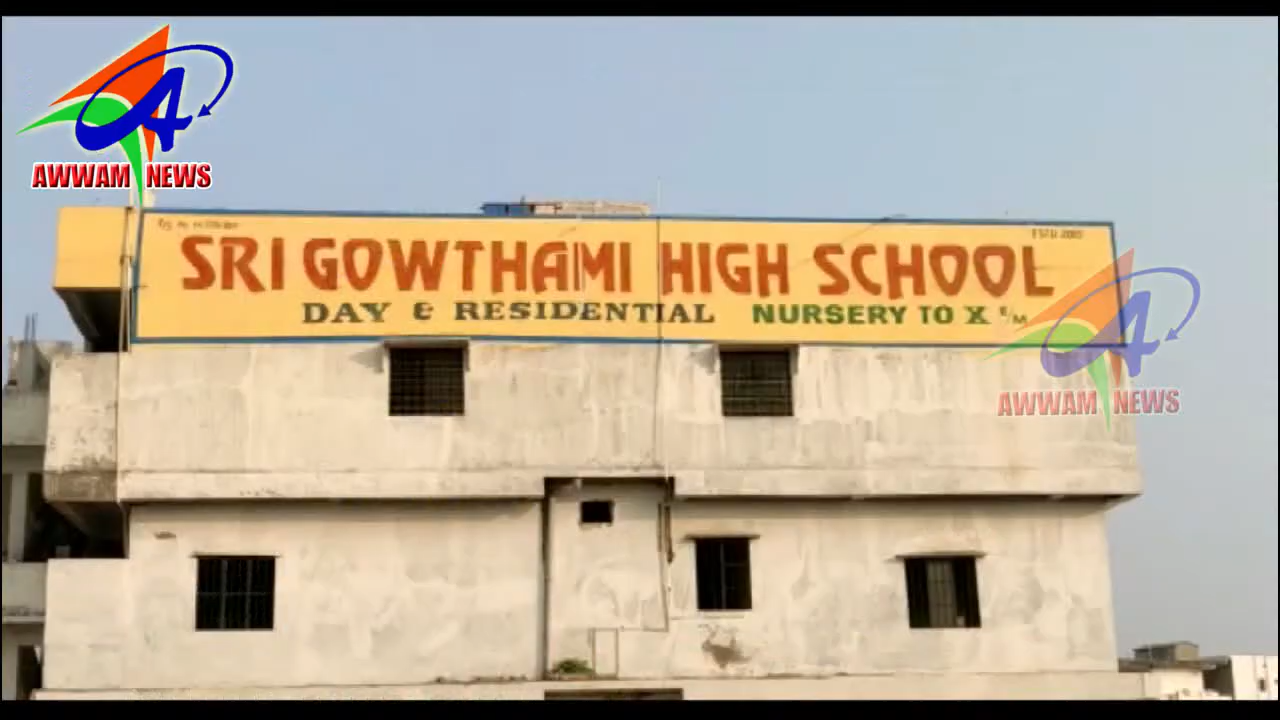 AWWAM NEWS
SRI GOWTHAMI HIGH SCHOOL
DAY & RESIDENTIAL NURSERY TO X E/M
AWWAM NEWS